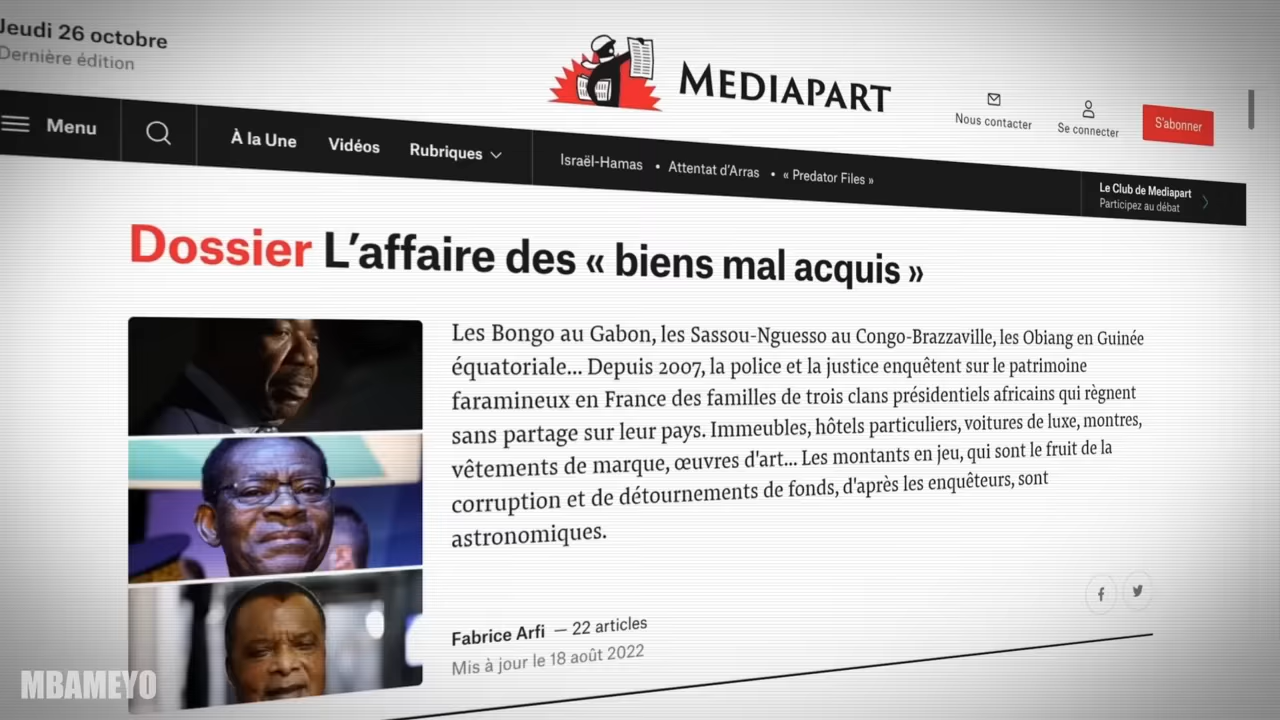 Jeudi 26 octobre
Dernière édition
MEDIAPART
Nous contacter
Se connecter
S'abonner
Menu
À la Une
Vidéos
Rubriques
Israël-Hamas • Attentat d'Arras • « Predator Files »
Le Club de Mediapart
Participez au débat
Dossier L'affaire des « biens mal acquis »
Les Bongo au Gabon, les Sassou-Nguesso au Congo-Brazzaville, les Obiang en Guinée
équatoriale... Depuis 2007, la police et la justice enquêtent sur le patrimoine
faramineux en France des familles de trois clans présidentiels africains qui règnent
sans partage sur leur pays. Immeubles, hôtels particuliers, voitures de luxe, montres,
vêtements de marque, œuvres d'art... Les montants en jeu, qui sont le fruit de la
corruption et de détournements de fonds, d'après les enquêteurs, sont
astronomiques.
Fabrice Arfi — 22 articles
Mis à jour le 18 août 2022
MBAMEYO